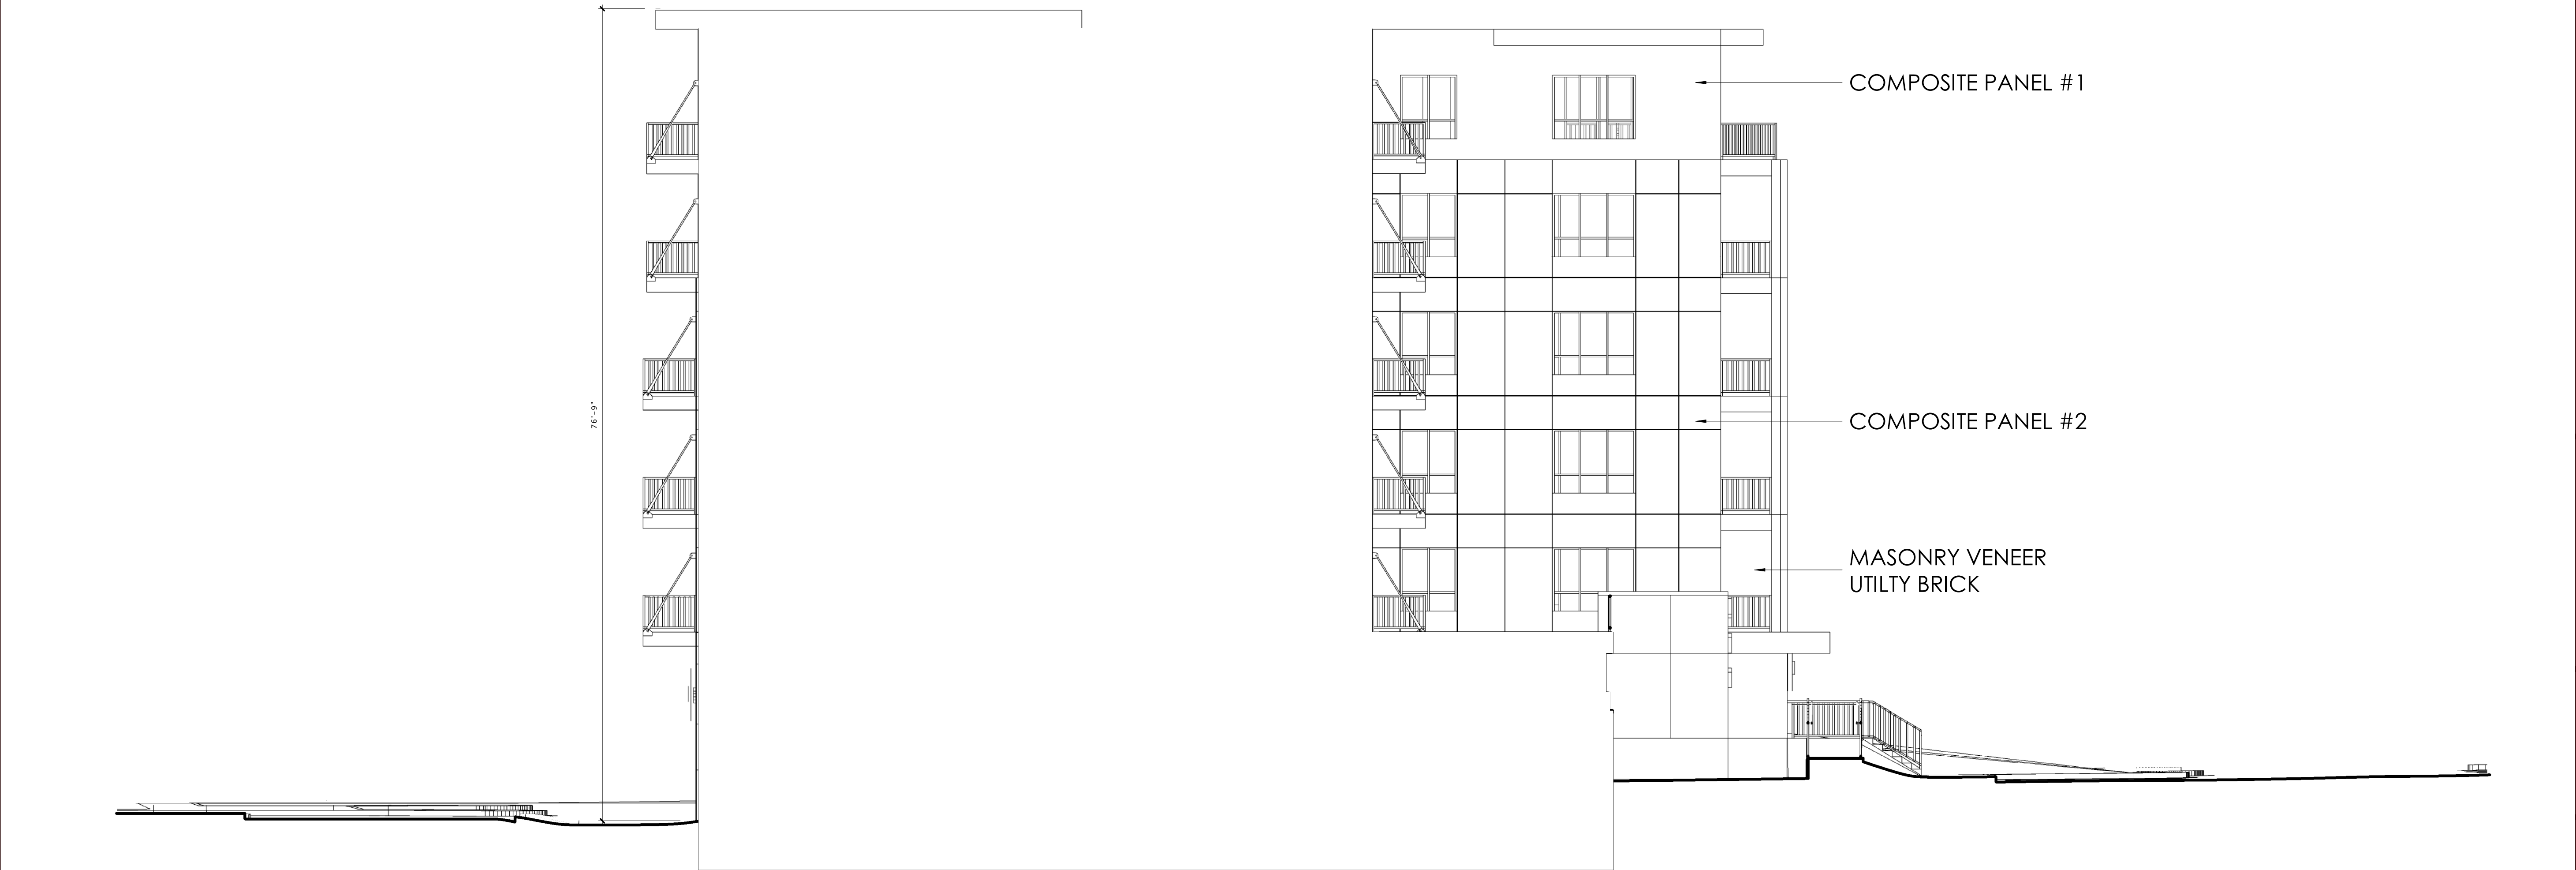 COMPOSITE PANEL #1
76'-9"
COMPOSITE PANEL #2
MASONRY VENEER
UTILTY BRICK